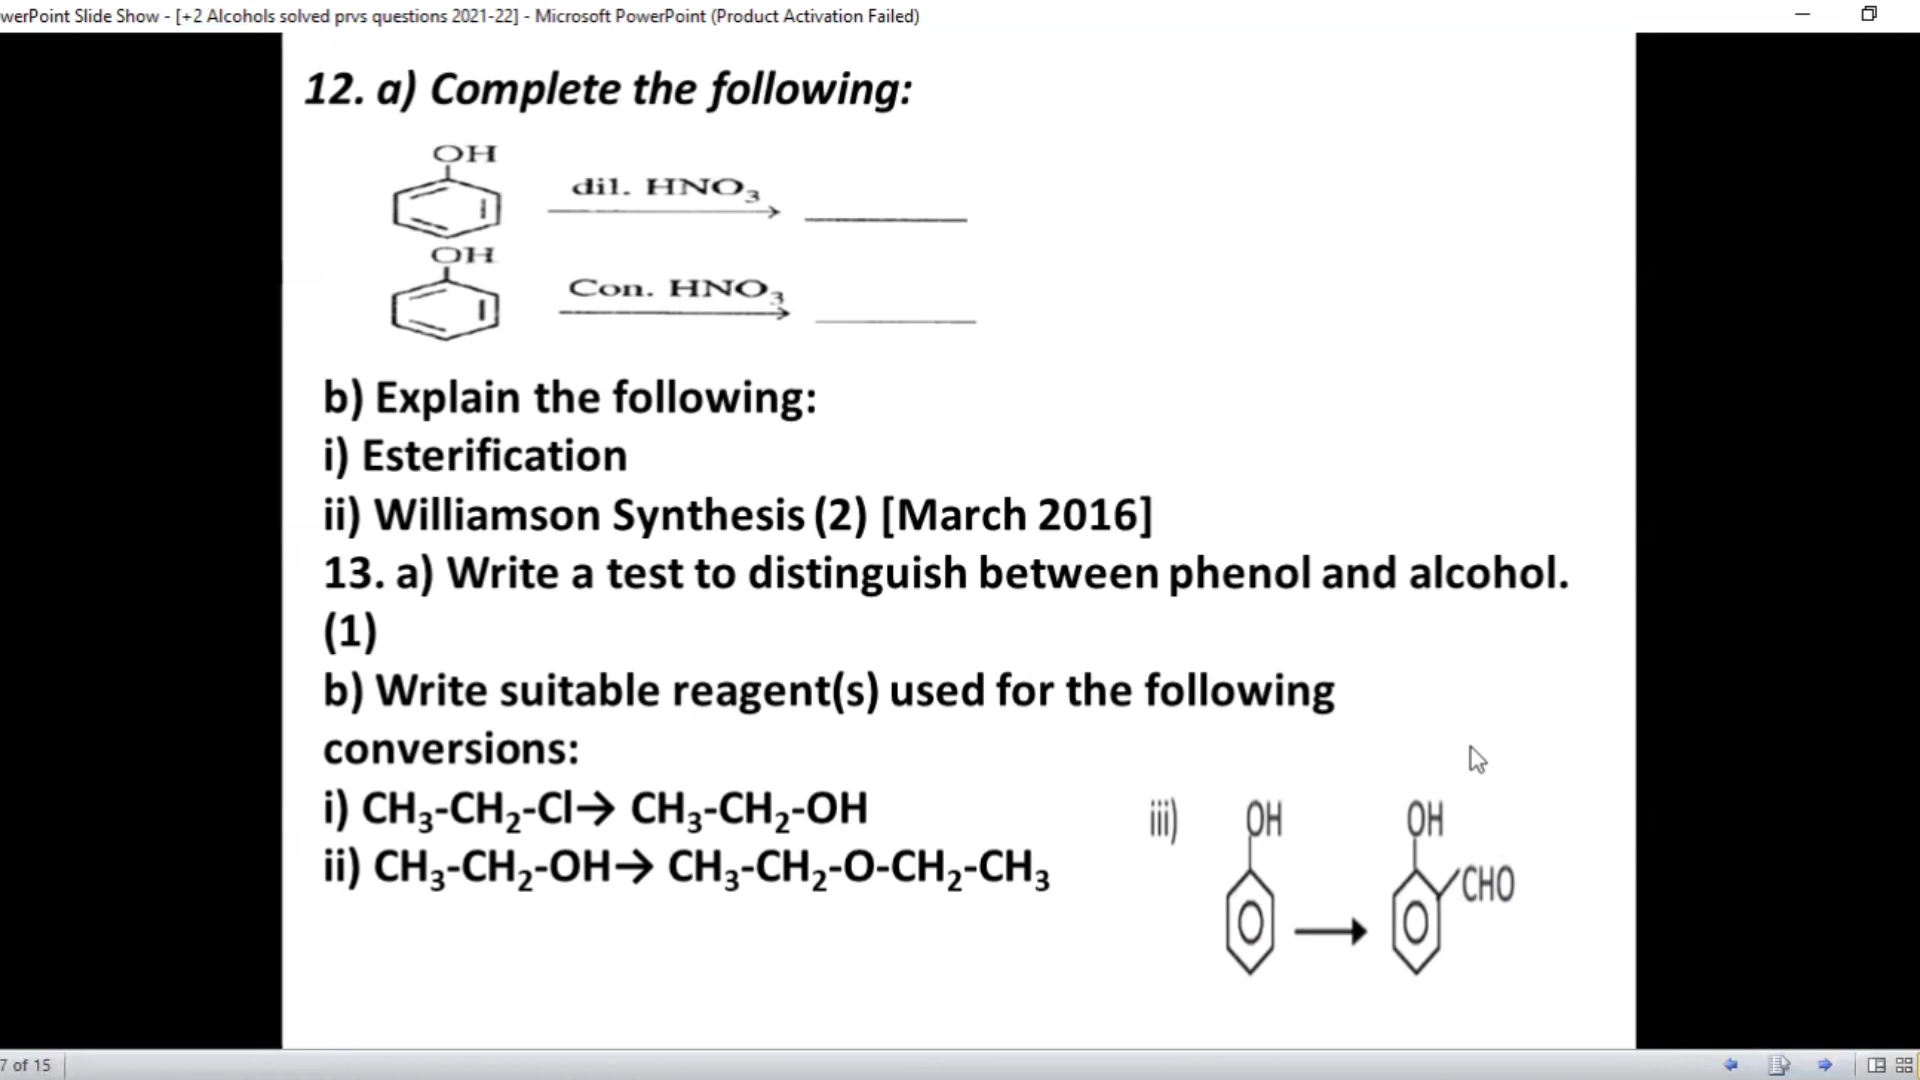 werPoint Slide Show - [+2 Alcohols solved prvs questions 2021-22] - Microsoft PowerPoint (Product Activation Failed)
12. a) Complete the following:
OH
dil. HNO₃
OH
Con. HNO₃
b) Explain the following:
i) Esterification
ii) Williamson Synthesis (2) [March 2016]
13. a) Write a test to distinguish between phenol and alcohol.
(1)
b) Write suitable reagent(s) used for the following
conversions:
i) CH₃-CH₂-Cl→ CH₃-CH₂-OH
ii) CH₃-CH₂-OH→ CH₃-CH₂-O-CH₂-CH₃
iii) OH OH
CHO
7 of 15